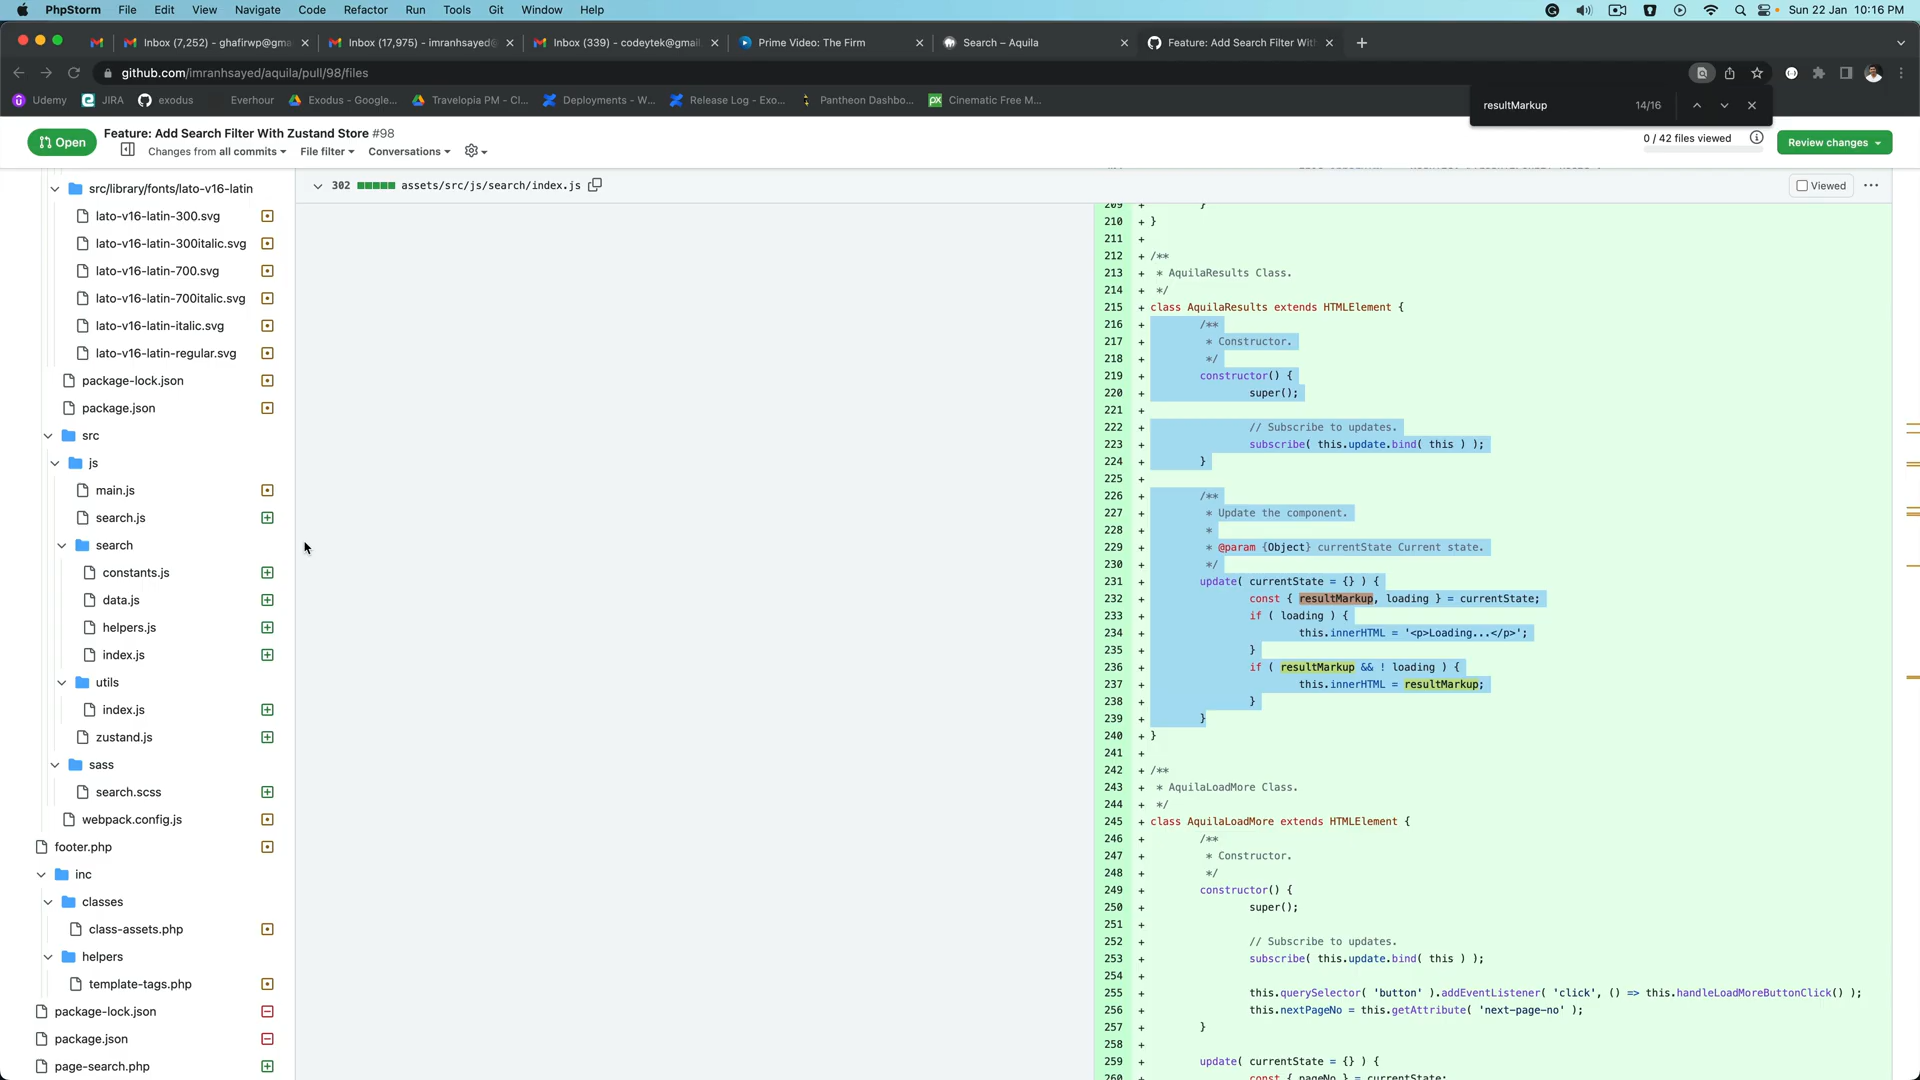 PhpStorm File Edit View Navigate Code Refactor Run Tools Git Window Help Sun 22 Jan 10:16 PM
Inbox (7,252) - ghafirwp@gma Inbox (17,975) - imranhsayed@ Inbox (339) - codeytek@gmail. Prime Video: The Firm Search – Aquila Feature: Add Search Filter Wit
github.com/imranhsayed/aquila/pull/98/files
Udemy JIRA exodus Everhour Exodus - Google... Travelopia PM - Cl... Deployments - W... Release Log - Exo... Pantheon Dashbo... Cinematic Free M...
resultMarkup 14/16
Open
Feature: Add Search Filter With Zustand Store #98
Changes from all commits File filter Conversations
0 / 42 files viewed
Review changes
302 assets/src/js/search/index.js Viewed
src/library/fonts/lato-v16-latin
lato-v16-latin-300.svg
lato-v16-latin-300italic.svg
lato-v16-latin-700.svg
lato-v16-latin-700italic.svg
lato-v16-latin-italic.svg
lato-v16-latin-regular.svg
package-lock.json
package.json
src
js
main.js
search.js
search
constants.js
data.js
helpers.js
index.js
utils
index.js
zustand.js
sass
search.scss
webpack.config.js
footer.php
inc
classes
class-assets.php
helpers
template-tags.php
package-lock.json
package.json
page-search.php
209 + }
210 + }
211 +
212 + /**
213 + * AquilaResults Class.
214 + */
215 + class AquilaResults extends HTMLElement {
216 + /**
217 + * Constructor.
218 + */
219 + constructor() {
220 + super();
221 +
222 + // Subscribe to updates.
223 + subscribe( this.update.bind( this ) );
224 + }
225 +
226 + /**
227 + * Update the component.
228 + *
229 + * @param {Object} currentState Current state.
230 + */
231 + update( currentState = {} ) {
232 + const { resultMarkup, loading } = currentState;
233 + if ( loading ) {
234 + this.innerHTML = '<p>Loading...</p>';
235 + }
236 + if ( resultMarkup && ! loading ) {
237 + this.innerHTML = resultMarkup;
238 + }
239 + }
240 + }
241 +
242 + /**
243 + * AquilaLoadMore Class.
244 + */
245 + class AquilaLoadMore extends HTMLElement {
246 + /**
247 + * Constructor.
248 + */
249 + constructor() {
250 + super();
251 +
252 + // Subscribe to updates.
253 + subscribe( this.update.bind( this ) );
254 +
255 + this.querySelector( 'button' ).addEventListener( 'click', () => this.handleLoadMoreButtonClick() );
256 + this.nextPageNo = this.getAttribute( 'next-page-no' );
257 + }
258 +
259 + update( currentState = {} ) {
260 + const { pageNo } = currentState;